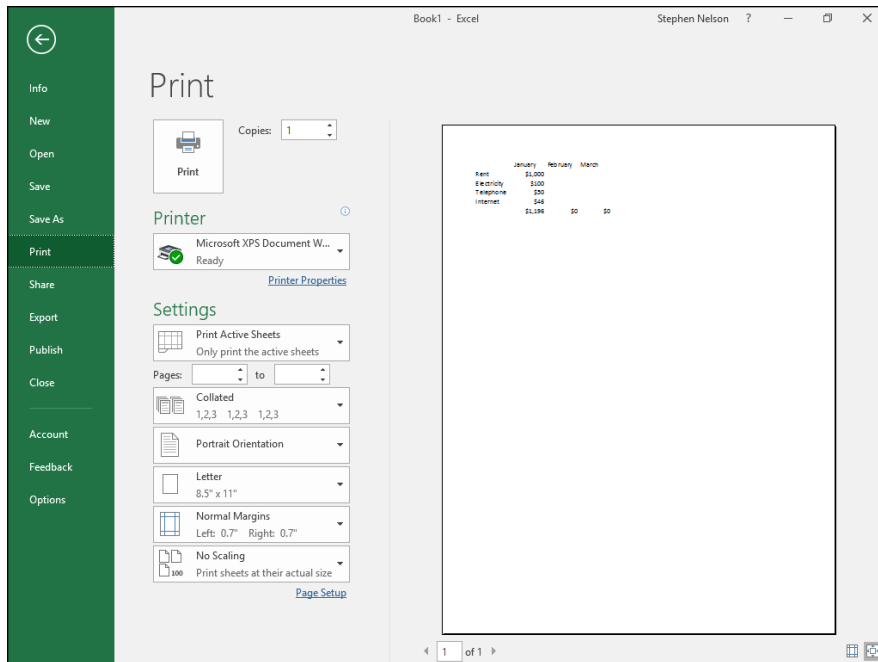 Book1 - Excel
Stephen Nelson ?
Info
New
Open
Save
Save As
Print
Share
Export
Publish
Close
Account
Feedback
Options
Print
Print
Copies: 1
Printer
Microsoft XPS Document W...
Ready
Printer Properties
Settings
Print Active Sheets
Only print the active sheets
Pages: to
Collated
1,2,3 1,2,3 1,2,3
Portrait Orientation
Letter
8.5" x 11"
Normal Margins
Left: 0.7" Right: 0.7"
100
No Scaling
Print sheets at their actual size
Page Setup
January February March
Rent $1,000
Electricity $100
Telephone $50
Internet $46
$1,196 $0 $0
1 of 1